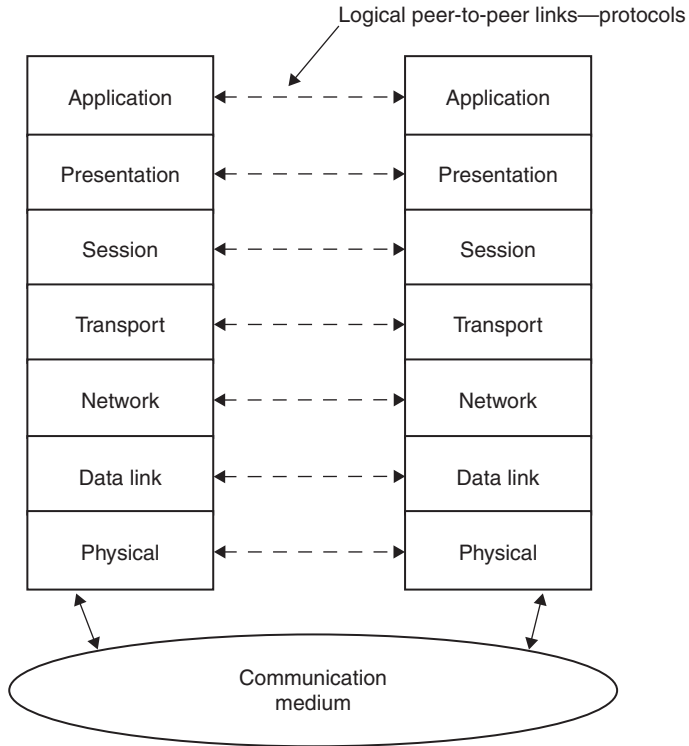 Logical peer-to-peer links—protocols
Application
Application
Presentation
Presentation
Session
Session
Transport
Transport
Network
Network
Data link
Data link
Physical
Physical
Communication
medium